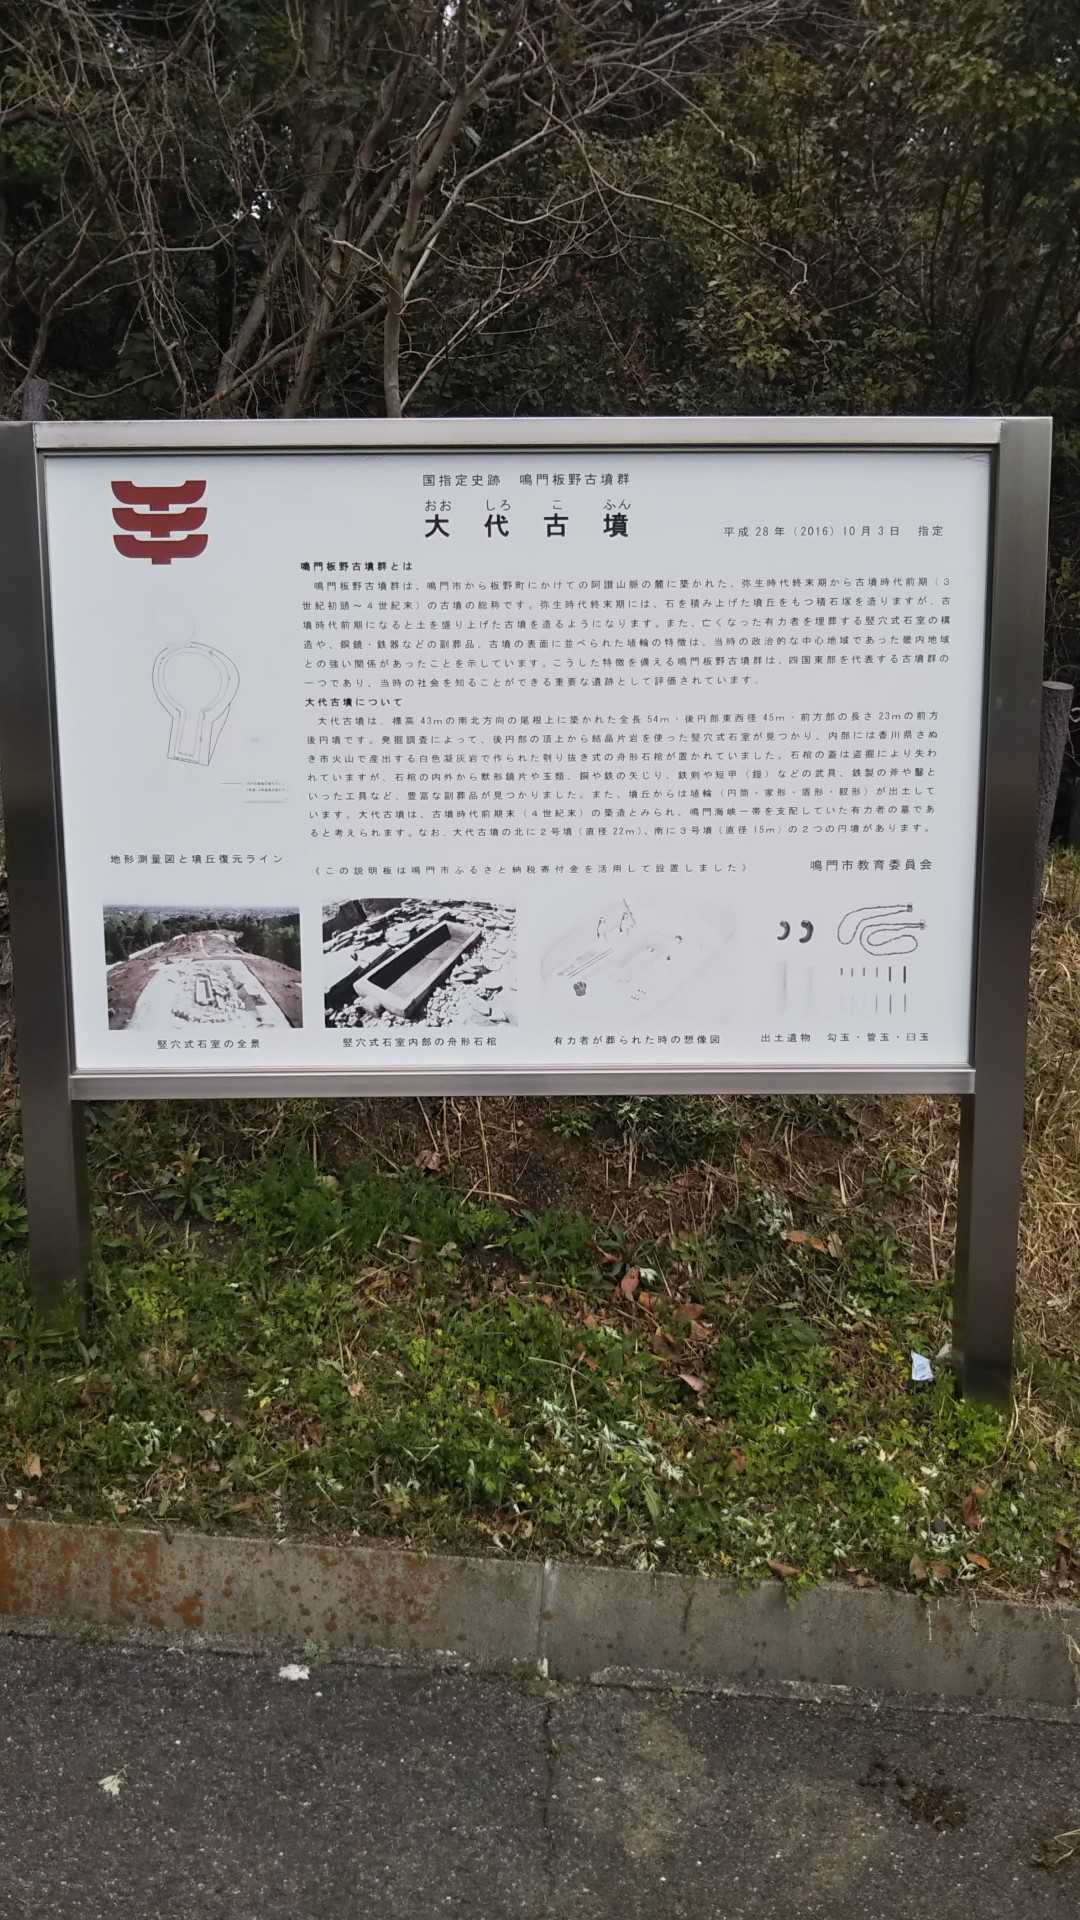 国指定史跡　鳴門板野古墳群
おお　しろ　こ　ふん
大代古墳
平成28年（2016）10月3日　指定
鳴門板野古墳群とは
鳴門板野古墳群は、鳴門市から板野町にかけての阿讃山脈の麓に築かれた、弥生時代終末期から古墳時代前期（3
世紀初頭～4世紀末）の古墳の総称です。弥生時代終末期には、石を積み上げた墳丘をもつ積石塚を造りますが、古
墳時代前期になると土を盛り上げた古墳を造るようになります。また、亡くなった有力者を埋葬する竪穴式石室の構
造や、銅鏡・鉄器などの副葬品、古墳の表面に並べられた埴輪の特徴は、当時の政治的な中心地域であった畿内地域
との強い関係があったことを示しています。こうした特徴を備える鳴門板野古墳群は、四国東部を代表する古墳群の
一つであり、当時の社会を知ることができる重要な遺跡として評価されています。
大代古墳について
大代古墳は、標高43mの南北方向の尾根上に築かれた全長54m・後円部東西径45m・前方部の長さ23mの前方
後円墳です。発掘調査によって、後円部の頂上から結晶片岩を使った竪穴式石室が見つかり、内部には香川県さぬ
き市火山で産出する白色凝灰岩で作られた刳り抜き式の舟形石棺が置かれていました。石棺の蓋は盗掘により失わ
れていますが、石棺の内外から獣形鏡片や玉類、銅や鉄の矢じり、鉄剣や短甲（鎧）などの武具、鉄製の斧や鑿と
いった工具など、豊富な副葬品が見つかりました。また、墳丘からは埴輪（円筒・家形・盾形・靫形）が出土して
います。大代古墳は、古墳時代前期末（4世紀末）の築造とみられ、鳴門海峡一帯を支配していた有力者の墓であ
ると考えられます。なお、大代古墳の北に２号墳（直径22m）、南に３号墳（直径15m）の２つの円墳があります。
地形測量図と墳丘復元ライン
《この説明板は鳴門市ふるさと納税寄付金を活用して設置しました》
鳴門市教育委員会
竪穴式石室の全景
竪穴式石室内部の舟形石棺
有力者が葬られた時の想像図
出土遺物　勾玉・管玉・臼玉